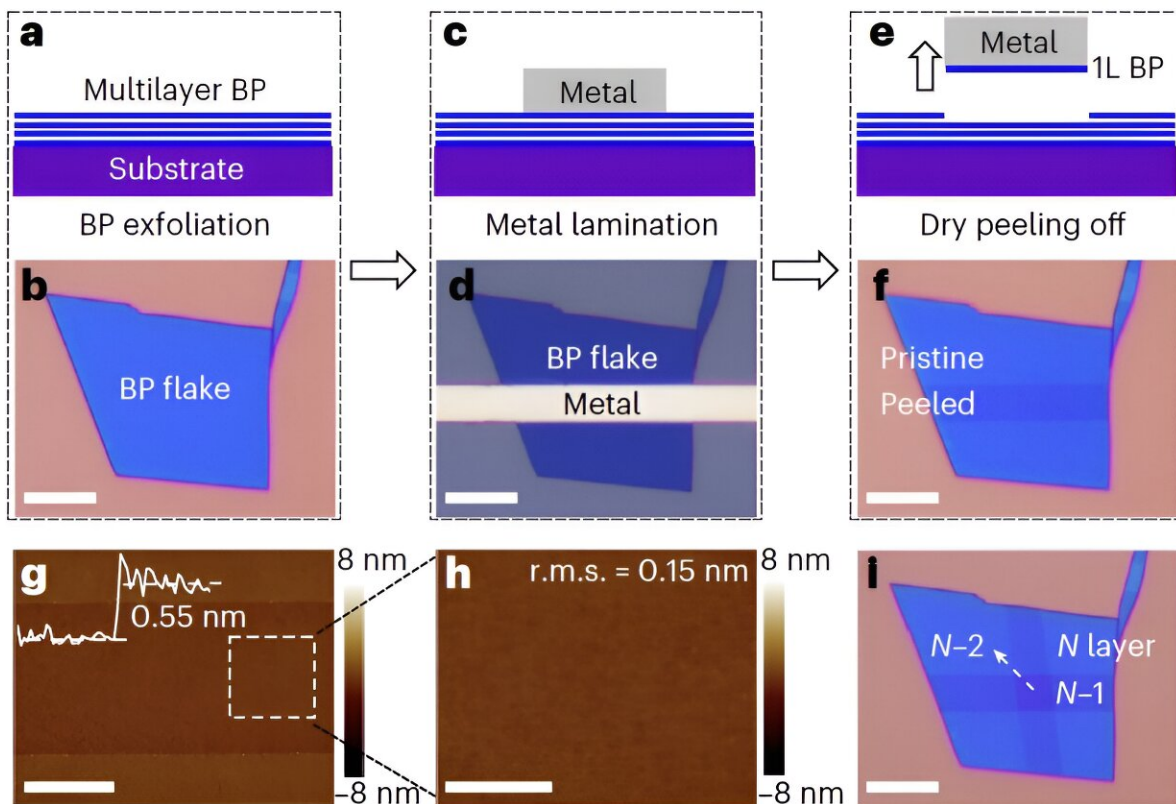 a
Multilayer BP
Substrate
BP exfoliation
b
BP flake
c
Metal
Metal lamination
d
BP flake
Metal
e
Metal
1L BP
Dry peeling off
f
Pristine
Peeled
g
0.55 nm
8 nm
–8 nm
h
r.m.s. = 0.15 nm
8 nm
–8 nm
i
N–2
N layer
N–1